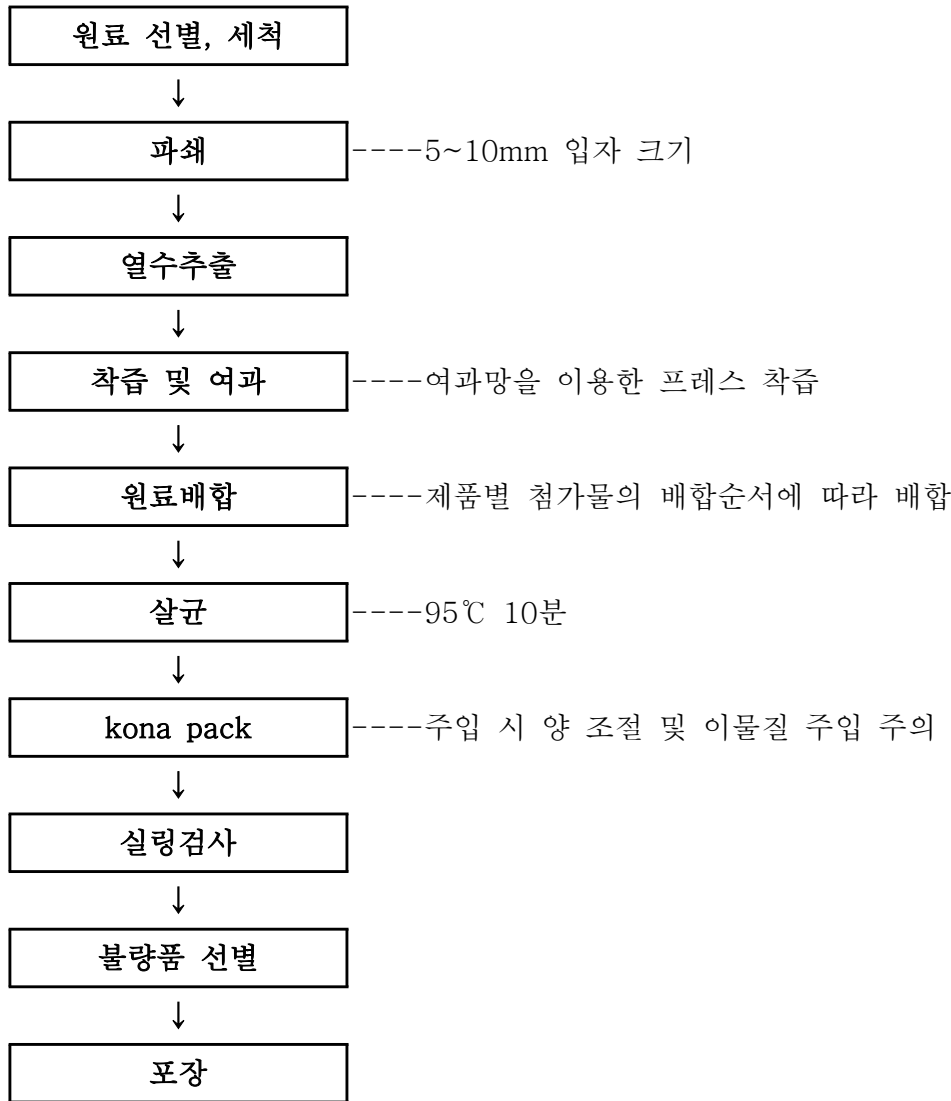 원료 선별, 세척
↓
파쇄 ----5~10mm 입자 크기
↓
열수추출
↓
착즙 및 여과 ----여과망을 이용한 프레스 착즙
↓
원료배합 ----제품별 첨가물의 배합순서에 따라 배합
↓
살균 ----95℃ 10분
↓
kona pack ----주입 시 양 조절 및 이물질 주입 주의
↓
실링검사
↓
불량품 선별
↓
포장